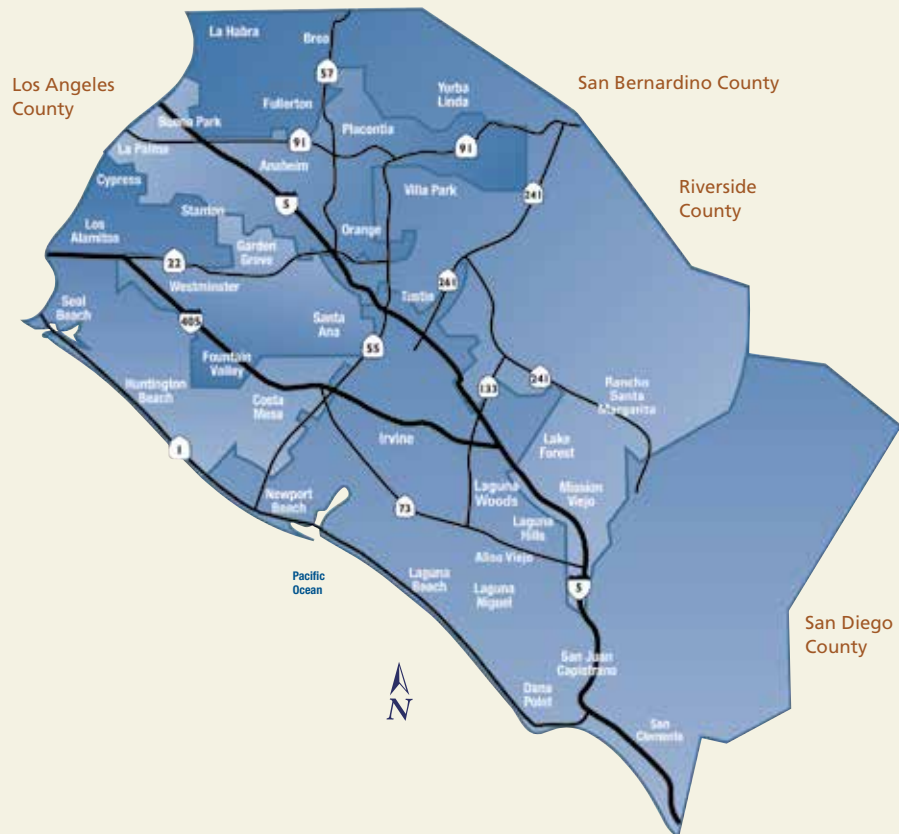 La Habra
Brea
57
Los Angeles
County
San Bernardino County
Yorba
Linda
Fullerton
Buena Park
Placentia
91
91
La Palma
Anaheim
Cypress
Villa Park
241
Riverside
County
5
Stanton
Los
Alamitos
Orange
Garden
Grove
22
261
Westminster
Tustin
Seal
Beach
405
Santa
Ana
55
Fountain
Valley
Huntington
Beach
133
241
Rancho
Santa
Margarita
Costa
Mesa
Irvine
Lake
Forest
1
Newport
Beach
Laguna
Woods
Mission
Viejo
73
Laguna
Hills
Aliso Viejo
Pacific
Ocean
Laguna
Beach
Laguna
Niguel
5
San Diego
County
San Juan
Capistrano
N
Dana
Point
San
Clemente